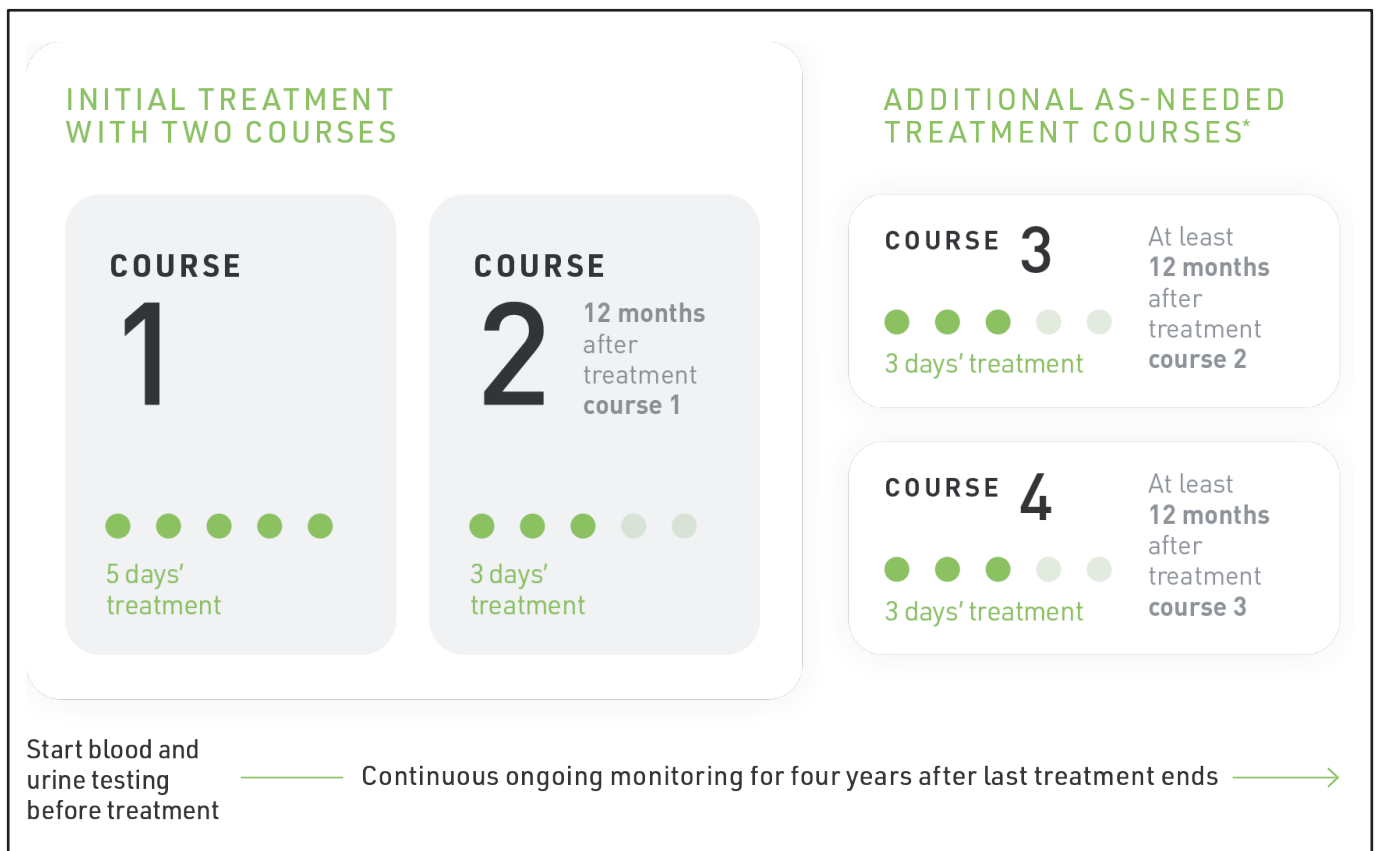 INITIAL TREATMENT
WITH TWO COURSES
COURSE
1
5 days’
treatment
COURSE
2
12 months
after
treatment
course 1
3 days’
treatment
ADDITIONAL AS-NEEDED
TREATMENT COURSES*
COURSE 3
3 days’ treatment
At least
12 months
after
treatment
course 2
COURSE 4
3 days’ treatment
At least
12 months
after
treatment
course 3
Start blood and
urine testing
before treatment
Continuous ongoing monitoring for four years after last treatment ends